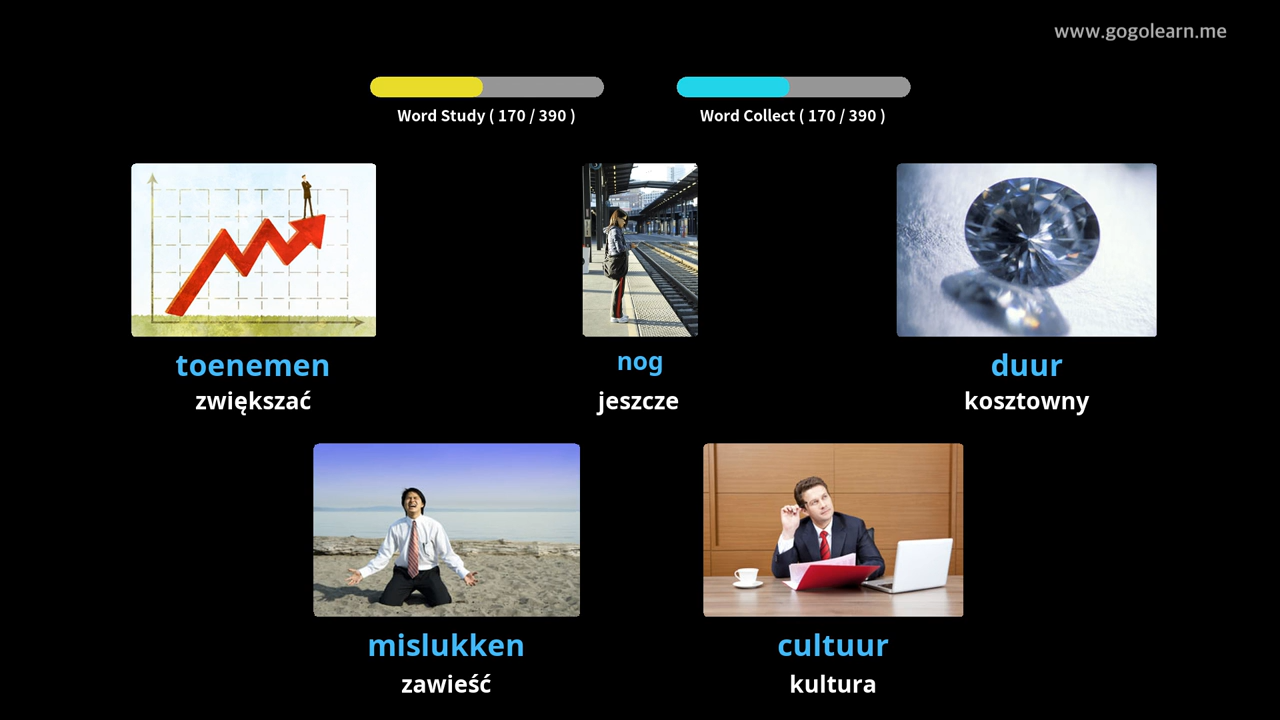 www.gogolearn.me
Word Study ( 170 / 390 )
Word Collect ( 170 / 390 )
toenemen
zwiększać
nog
jeszcze
duur
kosztowny
mislukken
zawieść
cultuur
kultura